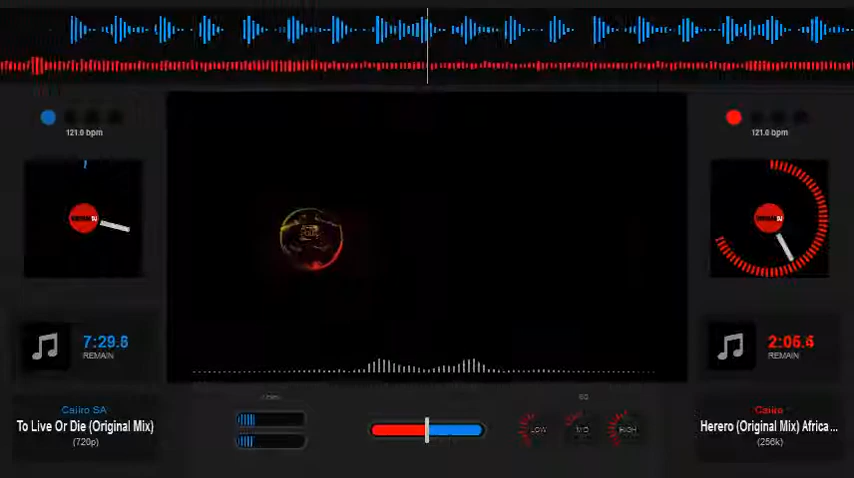 121.0 bpm
121.0 bpm
7:29.8
REMAIN
2:05.4
REMAIN
Caiiro SA
To Live Or Die (Original Mix)
(720p)
EQ
LOW
MID
HIGH
Caiiro
Herero (Original Mix) Africa...
(256k)